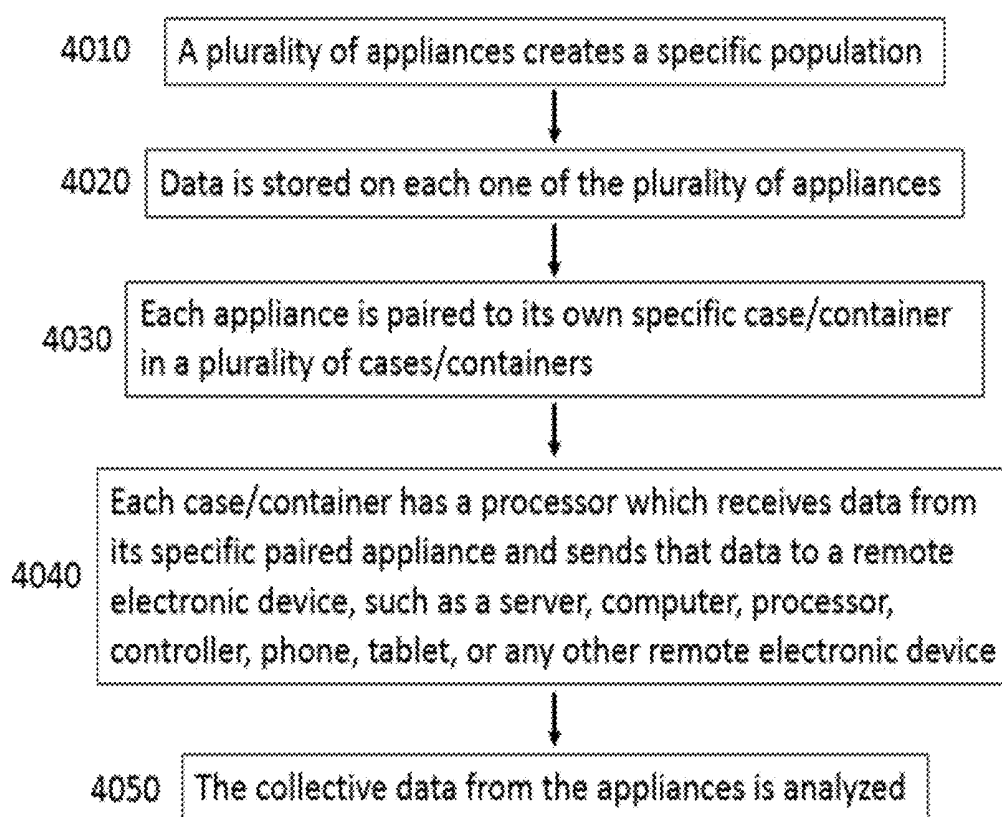 4010 A plurality of appliances creates a specific population
4020 Data is stored on each one of the plurality of appliances
4030 Each appliance is paired to its own specific case/container
in a plurality of cases/containers
Each case/container has a processor which receives data from
its specific paired appliance and sends that data to a remote
4040 electronic device, such as a server, computer, processor,
controller, phone, tablet, or any other remote electronic device
4050 The collective data from the appliances is analyzed